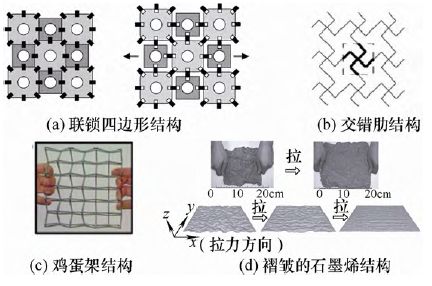 (a) 联锁四边形结构
(b) 交错肋结构
拉
0 10 20cm
0 10 20cm
y
拉
拉
z
x
(拉力方向)
(c) 鸡蛋架结构
(d) 褶皱的石墨烯结构